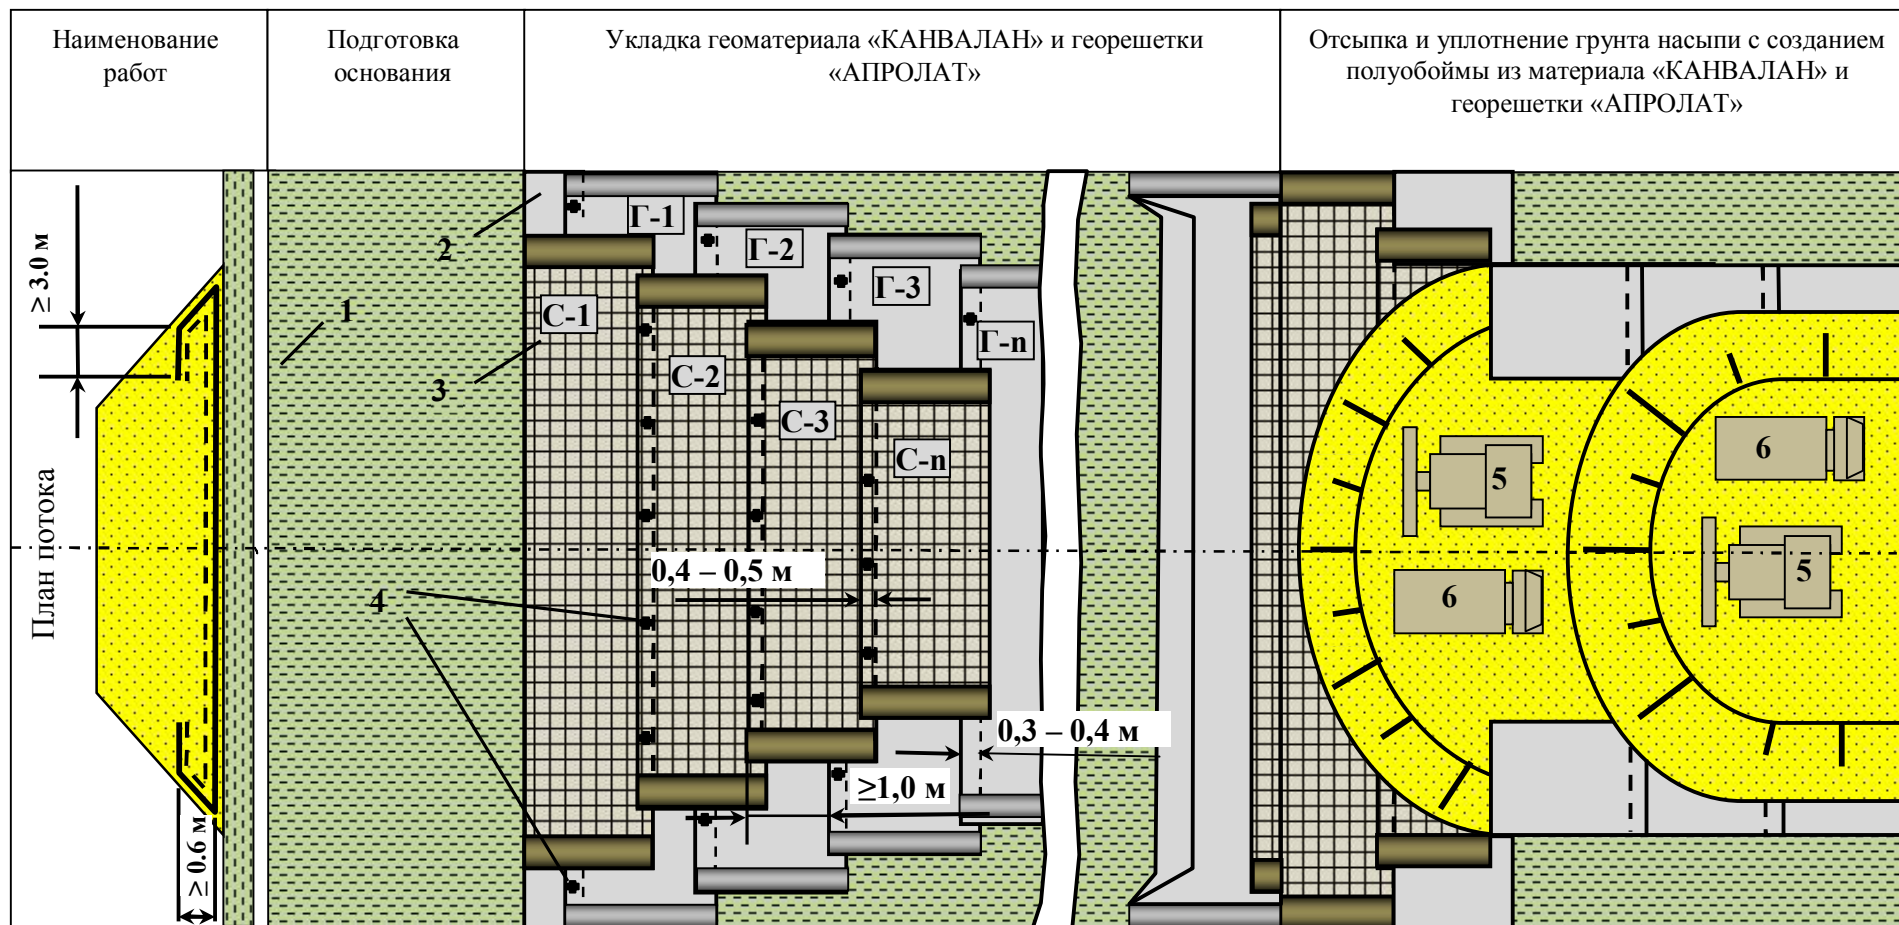 Наименование
работ
Подготовка
основания
Укладка геоматериала «КАНВАЛАН» и георешетки
«АПРОЛАТ»
Отсыпка и уплотнение грунта насыпи с созданием
полуобоймы из материала «КАНВАЛАН» и
георешетки «АПРОЛАТ»
План потока
≥ 3.0 м
≥ 0.6 м
1
2
3
4
Г-1
Г-2
Г-3
Г-n
С-1
С-2
С-3
С-n
0,4 – 0,5 м
0,3 – 0,4 м
≥1,0 м
5
6
6
5